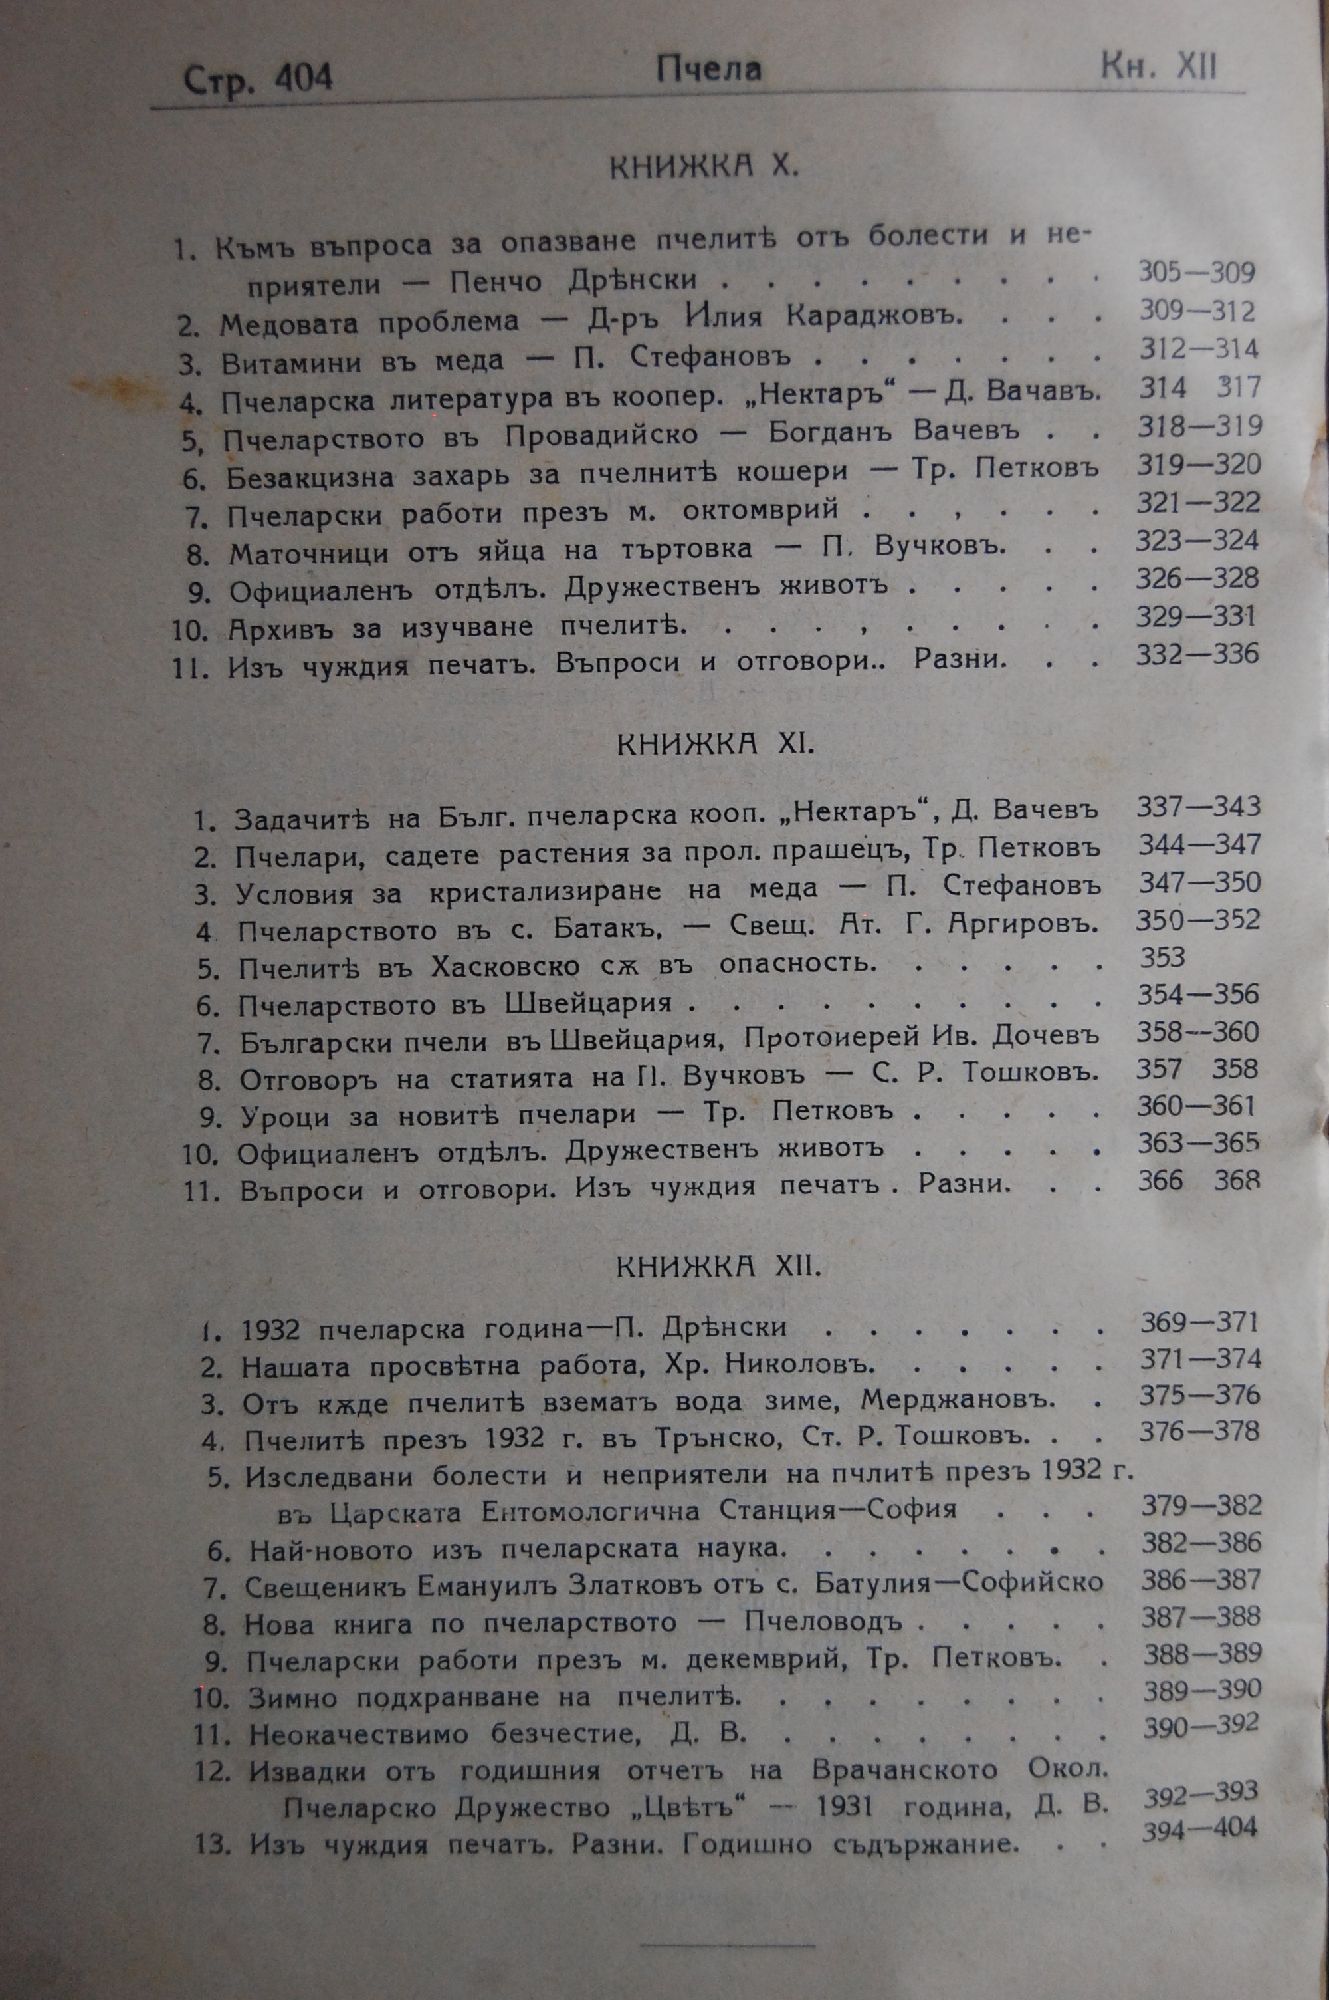 Стр. 404 Пчела Кн. XII
КНИЖКА X.
1. Къмъ въпроса за опазване пчелитѣ отъ болести и не-
приятели — Пенчо Дрѣнски . . . . . . . . . 305—309
2. Медовата проблема — Д-ръ Илия Караджовъ. . . . 309—312
3. Витамини въ меда — П. Стефановъ . . . . . . . 312—314
4. Пчеларска литература въ коопер. „Нектаръ“ — Д. Вачавъ. 314 317
5, Пчеларството въ Провадийско — Богданъ Вачевъ . . 318—319
6. Безакцизна захарь за пчелнитѣ кошери — Тр. Петковъ 319—320
7. Пчеларски работи презъ м. октомврий . . , . . . 321—322
8. Маточници отъ яйца на търтовка — П. Вучковъ. . . 323—324
9. Официаленъ отдѣлъ. Дружественъ животъ . . . . . 326—328
10. Архивъ за изучване пчелитѣ. . . . , . . . . . 329—331
11. Изъ чуждия печатъ. Въпроси и отговори.. Разни. . . 332—336
КНИЖКА XI.
1. Задачитѣ на Бълг. пчеларска кооп. „Нектаръ“, Д. Вачевъ 337—343
2. Пчелари, садете растения за прол. прашецъ, Тр. Петковъ 344—347
3. Условия за кристализиране на меда — П. Стефановъ 347—350
4. Пчеларството въ с. Батакъ, — Свещ. Ат. Г. Аргировъ. 350—352
5. Пчелитѣ въ Хасковско сѫ въ опасность. . . . . . 353
6. Пчеларството въ Швейцария . . . . . . . . . . 354—356
7. Български пчели въ Швейцария, Протоиерей Ив. Дочевъ 358—360
8. Отговоръ на статията на П. Вучковъ — С. Р. Тошковъ. 357 358
9. Уроци за новитѣ пчелари — Тр. Петковъ . . . . . 360—361
10. Официаленъ отдѣлъ. Дружественъ животъ . . . . . 363—365
11. Въпроси и отговори. Изъ чуждия печатъ . Разни. . . 366 368
КНИЖКА XII.
1. 1932 пчеларска година—П. Дрѣнски . . . . . . . 369—371
2. Нашата просвѣтна работа, Хр. Николовъ. . . . . . 371—374
3. Отъ кѫде пчелитѣ вземать вода зиме, Мерджановъ. . 375—376
4. Пчелитѣ презъ 1932 г. въ Трънско, Ст. Р. Тошковъ. . . 376—378
5. Изследвани болести и неприятели на пчлитѣ презъ 1932 г.
въ Царската Ентомологична Станция—София . . . 379—382
6. Най-новото изъ пчеларската наука. . . . . . . . 382—386
7. Свещеникъ Емануилъ Златковъ отъ с. Батулия—Софийско 386—387
8. Нова книга по пчеларството — Пчеловодъ . . . . . 387—388
9. Пчеларски работи презъ м. декемврий, Тр. Петковъ. . 388—389
10. Зимно подхранване на пчелитѣ. . . . . . . . . 389—390
11. Неокачествимо безчестие, Д. В. . . . . . . . . 390—392
12. Извадки отъ годишния отчетъ на Врачанското Окол.
Пчеларско Дружество „Цвѣтъ“ — 1931 година, Д. В. 392—393
13. Изъ чуждия печатъ. Разни. Годишно съдържание. . . 394—404